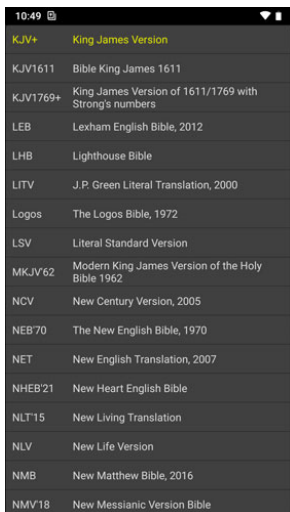 10:49
KJV+ King James Version
KJV1611 Bible King James 1611
KJV1769+ King James Version of 1611/1769 with
Strong's numbers
LEB Lexham English Bible, 2012
LHB Lighthouse Bible
LITV J.P. Green Literal Translation, 2000
Logos The Logos Bible, 1972
LSV Literal Standard Version
MKJV'62 Modern King James Version of the Holy
Bible 1962
NCV New Century Version, 2005
NEB'70 The New English Bible, 1970
NET New English Translation, 2007
NHEB'21 New Heart English Bible
NLT'15 New Living Translation
NLV New Life Version
NMB New Matthew Bible, 2016
NMV'18 New Messianic Version Bible